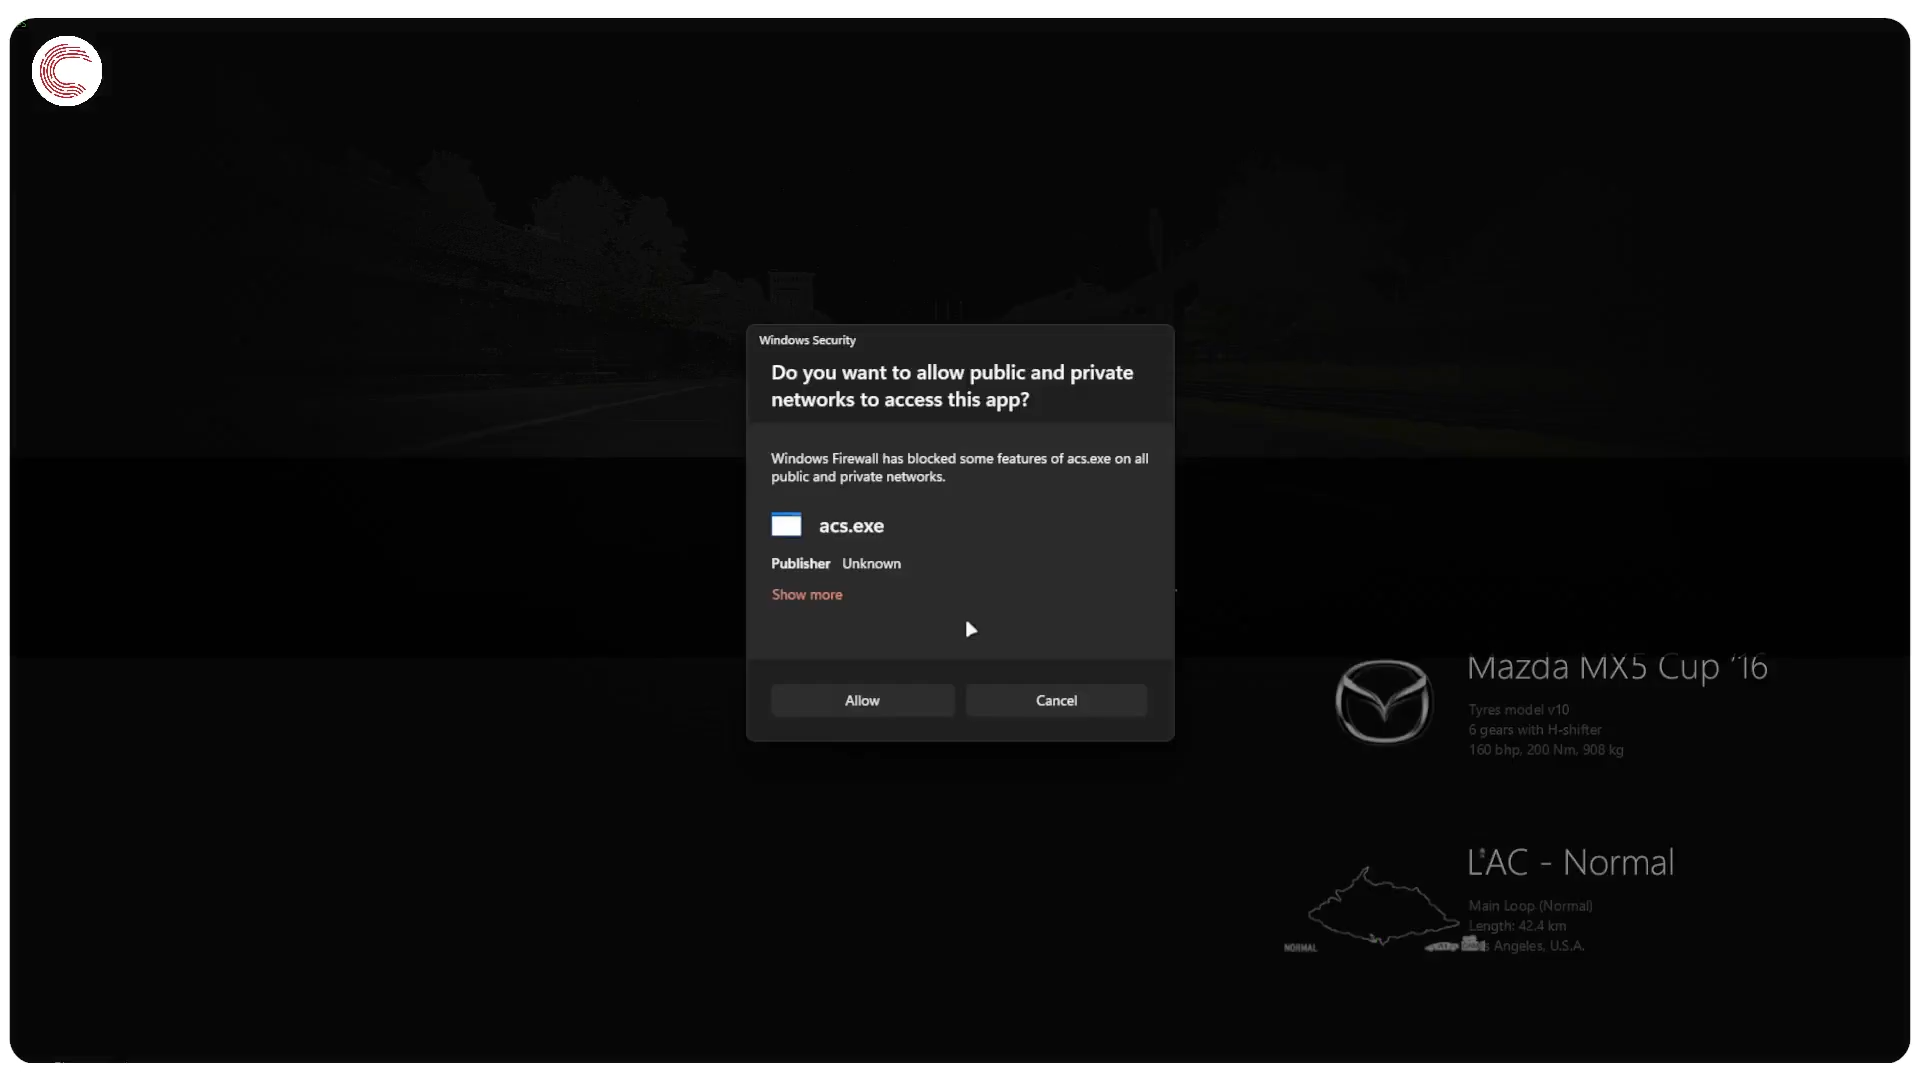 Windows Security
Do you want to allow public and private
networks to access this app?
Windows Firewall has blocked some features of acs.exe on all
public and private networks.
acs.exe
Publisher Unknown
Show more
Allow
Cancel
Mazda MX5 Cup '16
Tyres model v10
6 gears with H-shifter
160 bhp, 200 Nm, 908 kg
LAC - Normal
Main Loop (Normal)
Length: 42.4 km
Angeles, U.S.A.
NORMAL